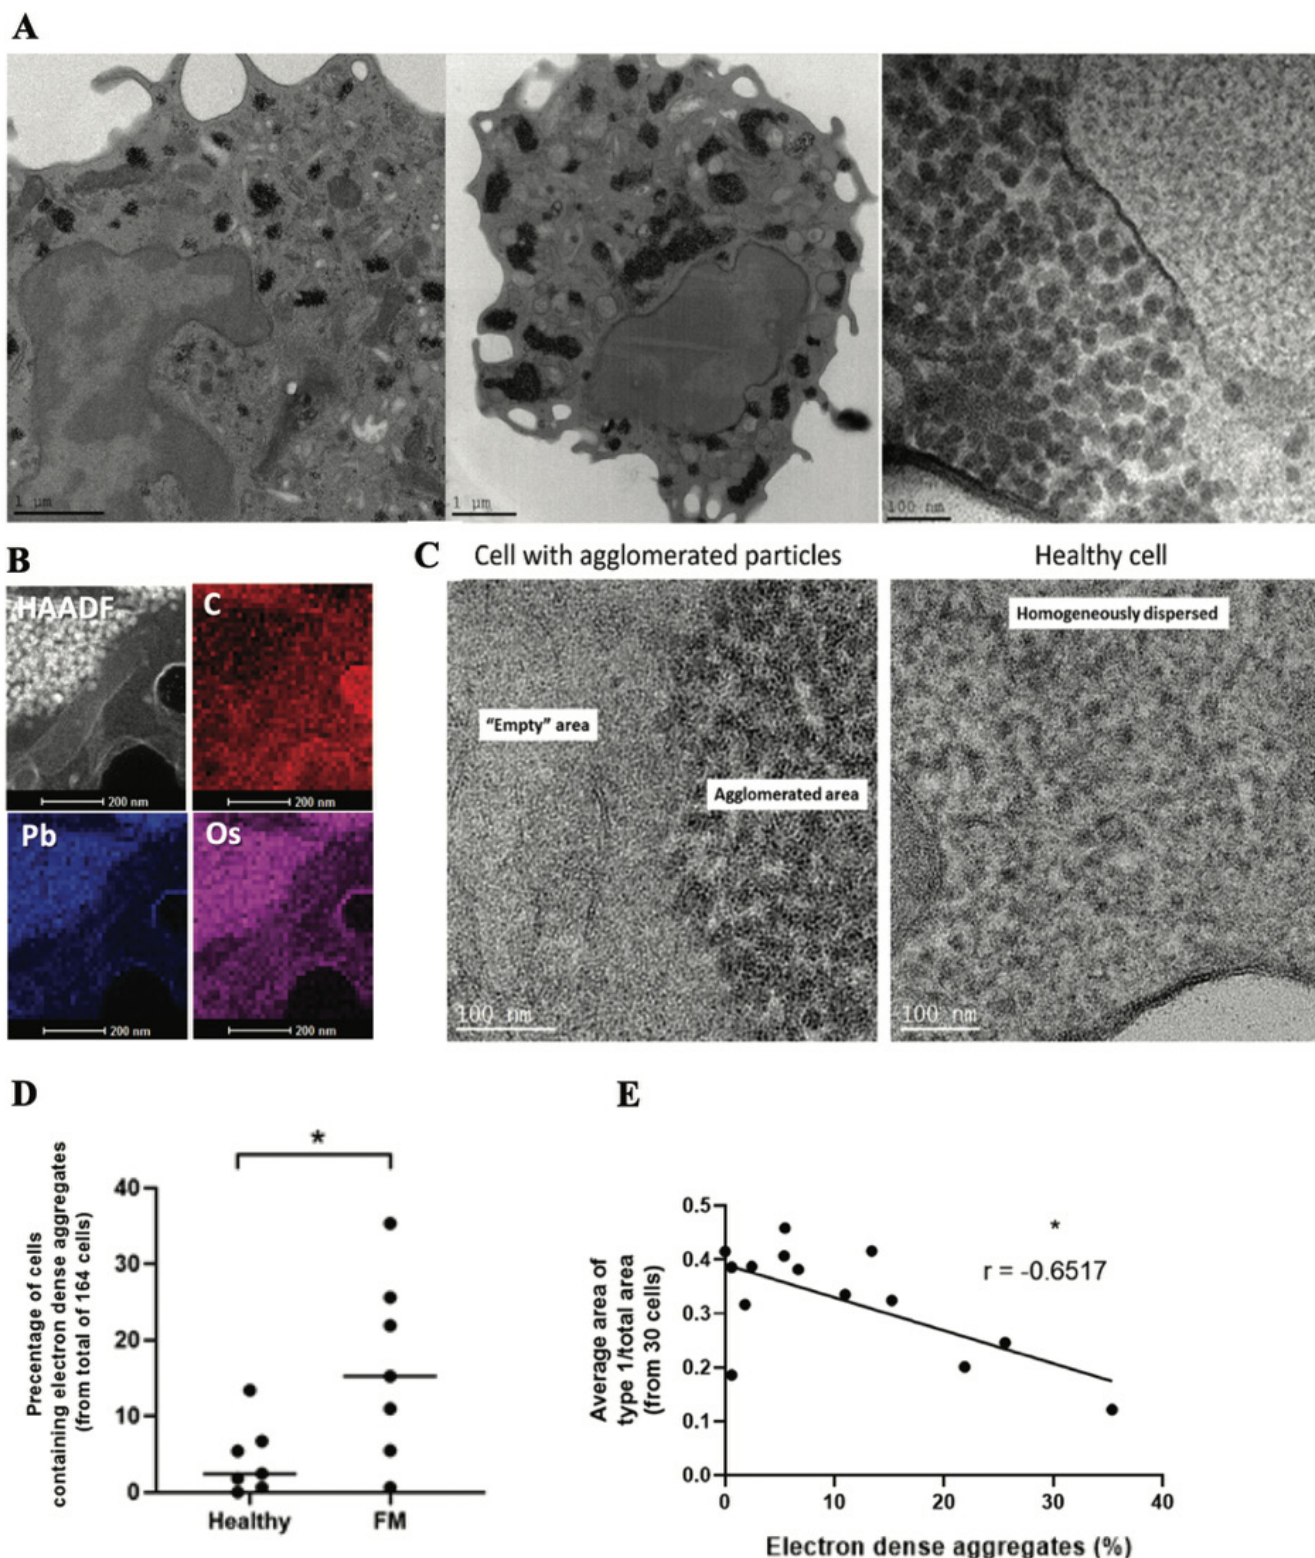 A
1 µm
1 µm
100 nm
B
HAADF
C
200 nm
200 nm
Pb
Os
200 nm
200 nm
C
Cell with agglomerated particles
Healthy cell
"Empty" area
Agglomerated area
Homogeneously dispersed
100 nm
100 nm
D
Precentage of cells
containing electron dense aggregates
(from total of 164 cells)
*
40
30
20
10
0
Healthy
FM
E
Average area of
type 1/total area
(from 30 cells)
0.5
0.4
0.3
0.2
0.1
0.0
*
r = -0.6517
0
10
20
30
40
Electron dense aggregates (%)